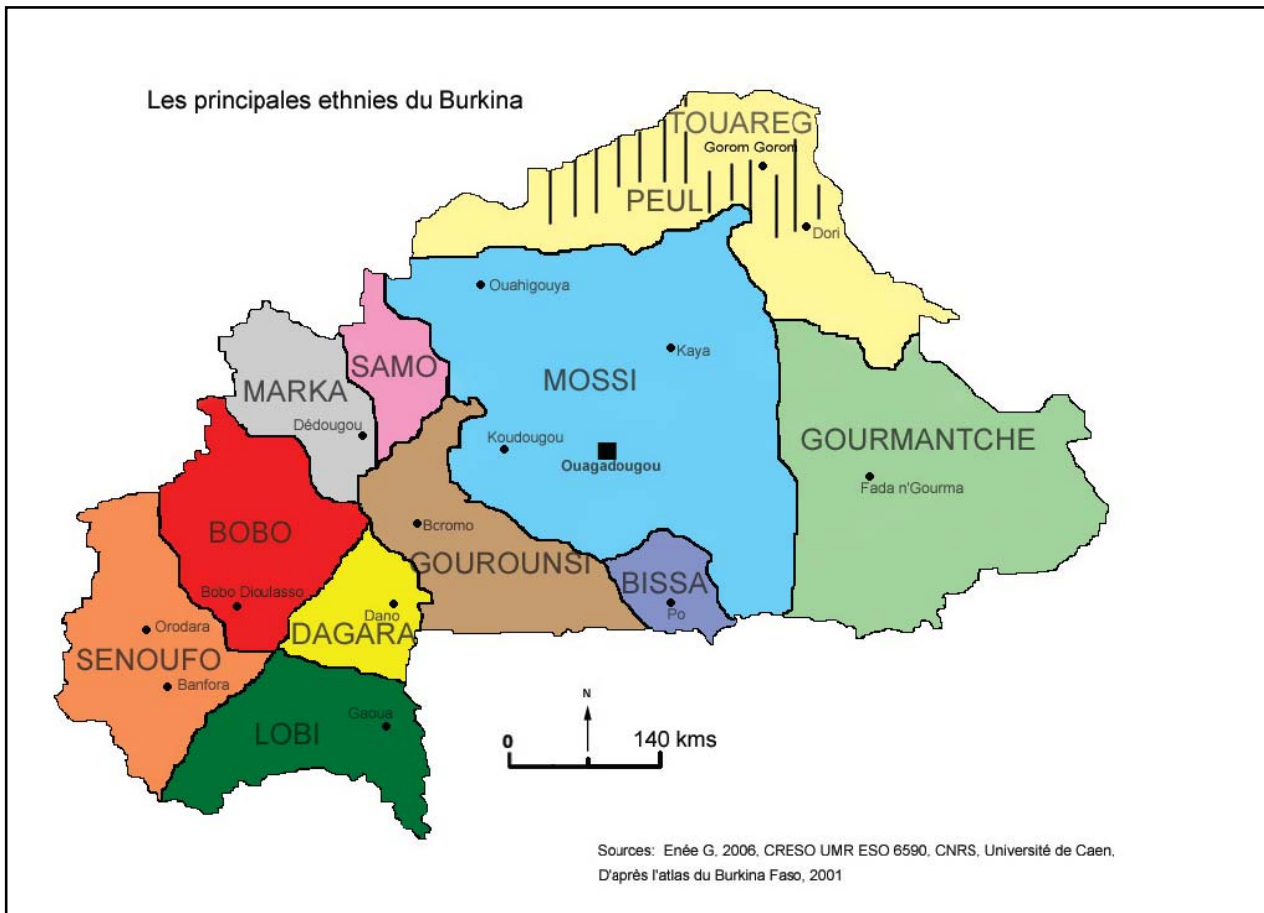 Les principales ethnies du Burkina
TOUAREG
Gorom Gorom
PEUL
Dori
Ouahigouya
Kaya
SAMO
MOSSI
MARKA
Dédougou
Koudougou
Ouagadougou
GOURMANTCHE
Fada n'Gourma
BOBO
Bcromo
GOUROUNSI
BISSA
Po
Bobo Dioulasso
Dano
DAGARA
Orodara
SENOUFO
Banfora
Gaoua
LOBI
N
0 140 kms
Sources: Enée G, 2006, CRESO UMR ESO 6590, CNRS, Université de Caen,
D'après l'atlas du Burkina Faso, 2001